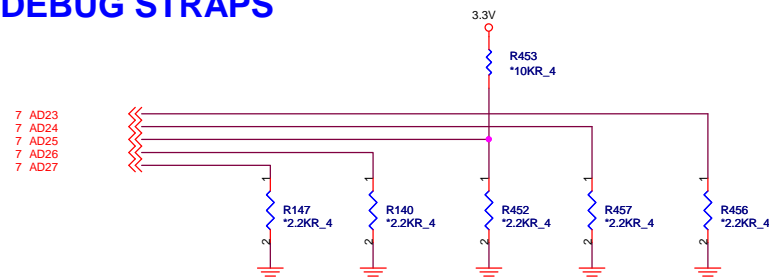 DEBUG STRAPS
3.3V
R453
*10KR_4
7 AD23
7 AD24
7 AD25
7 AD26
7 AD27
1 1 1 1 1
R147 R140 R452 R457 R456
*2.2KR_4 *2.2KR_4 *2.2KR_4 *2.2KR_4 *2.2KR_4
2 2 2 2 2